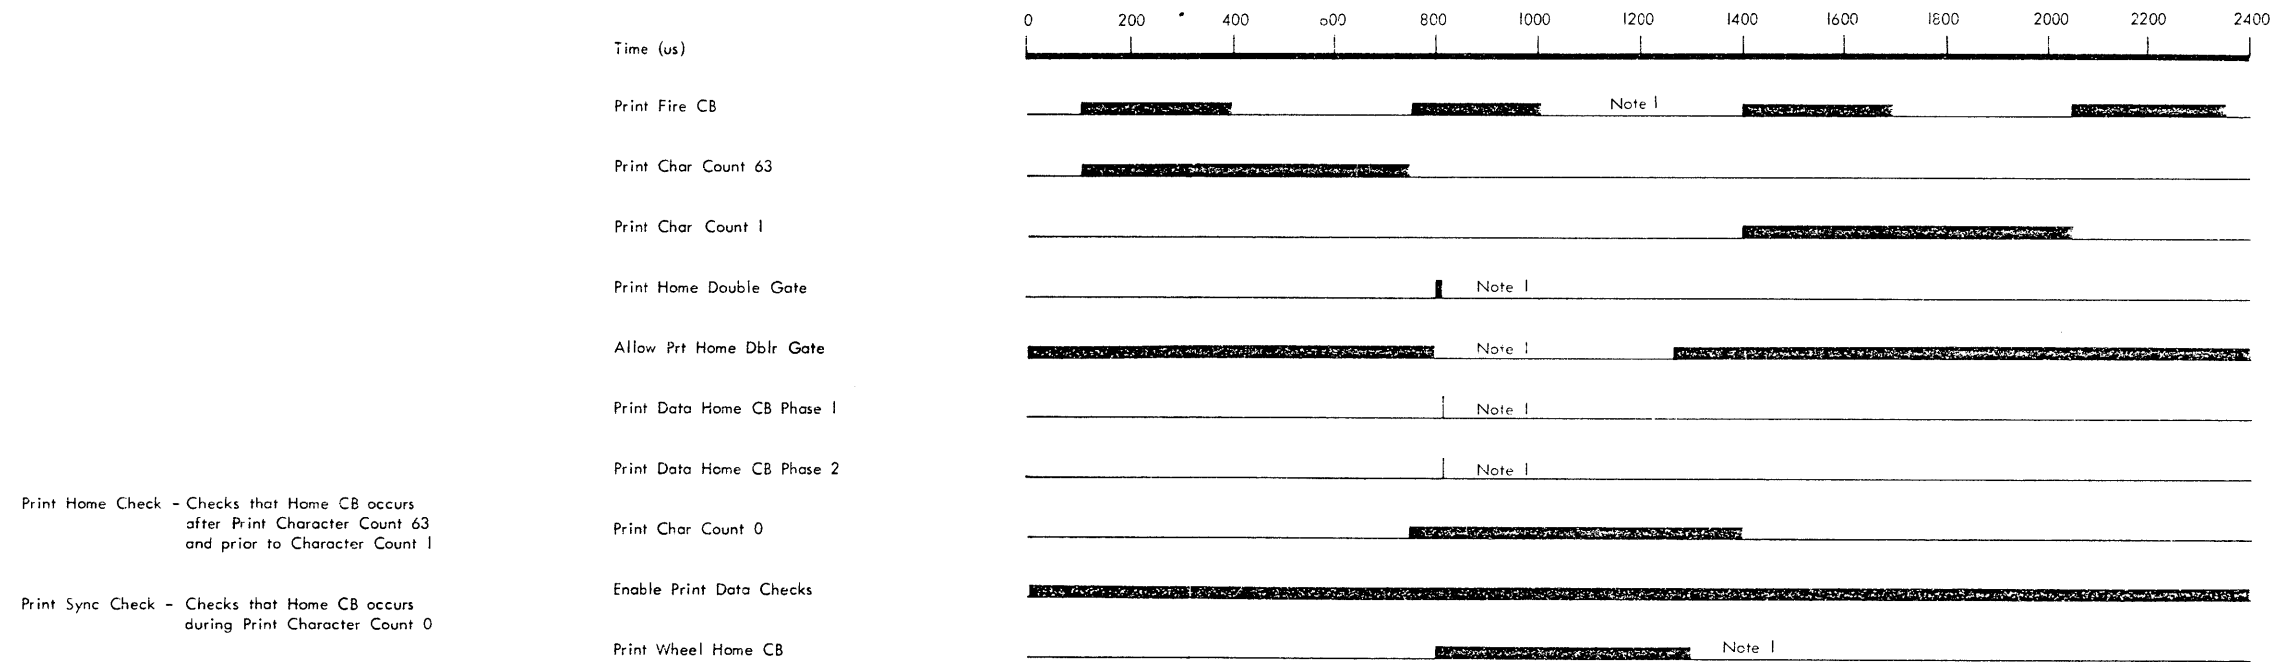 0 200 400 600 800 1000 1200 1400 1600 1800 2000 2200 2400
Time (us)
Print Fire CB Note 1
Print Char Count 63
Print Char Count 1
Print Home Double Gate Note 1
Allow Prt Home Dblr Gate Note 1
Print Data Home CB Phase 1 Note 1
Print Data Home CB Phase 2 Note 1
Print Home Check - Checks that Home CB occurs
after Print Character Count 63
and prior to Character Count 1
Print Char Count 0
Enable Print Data Checks
Print Sync Check - Checks that Home CB occurs
during Print Character Count 0
Print Wheel Home CB Note 1